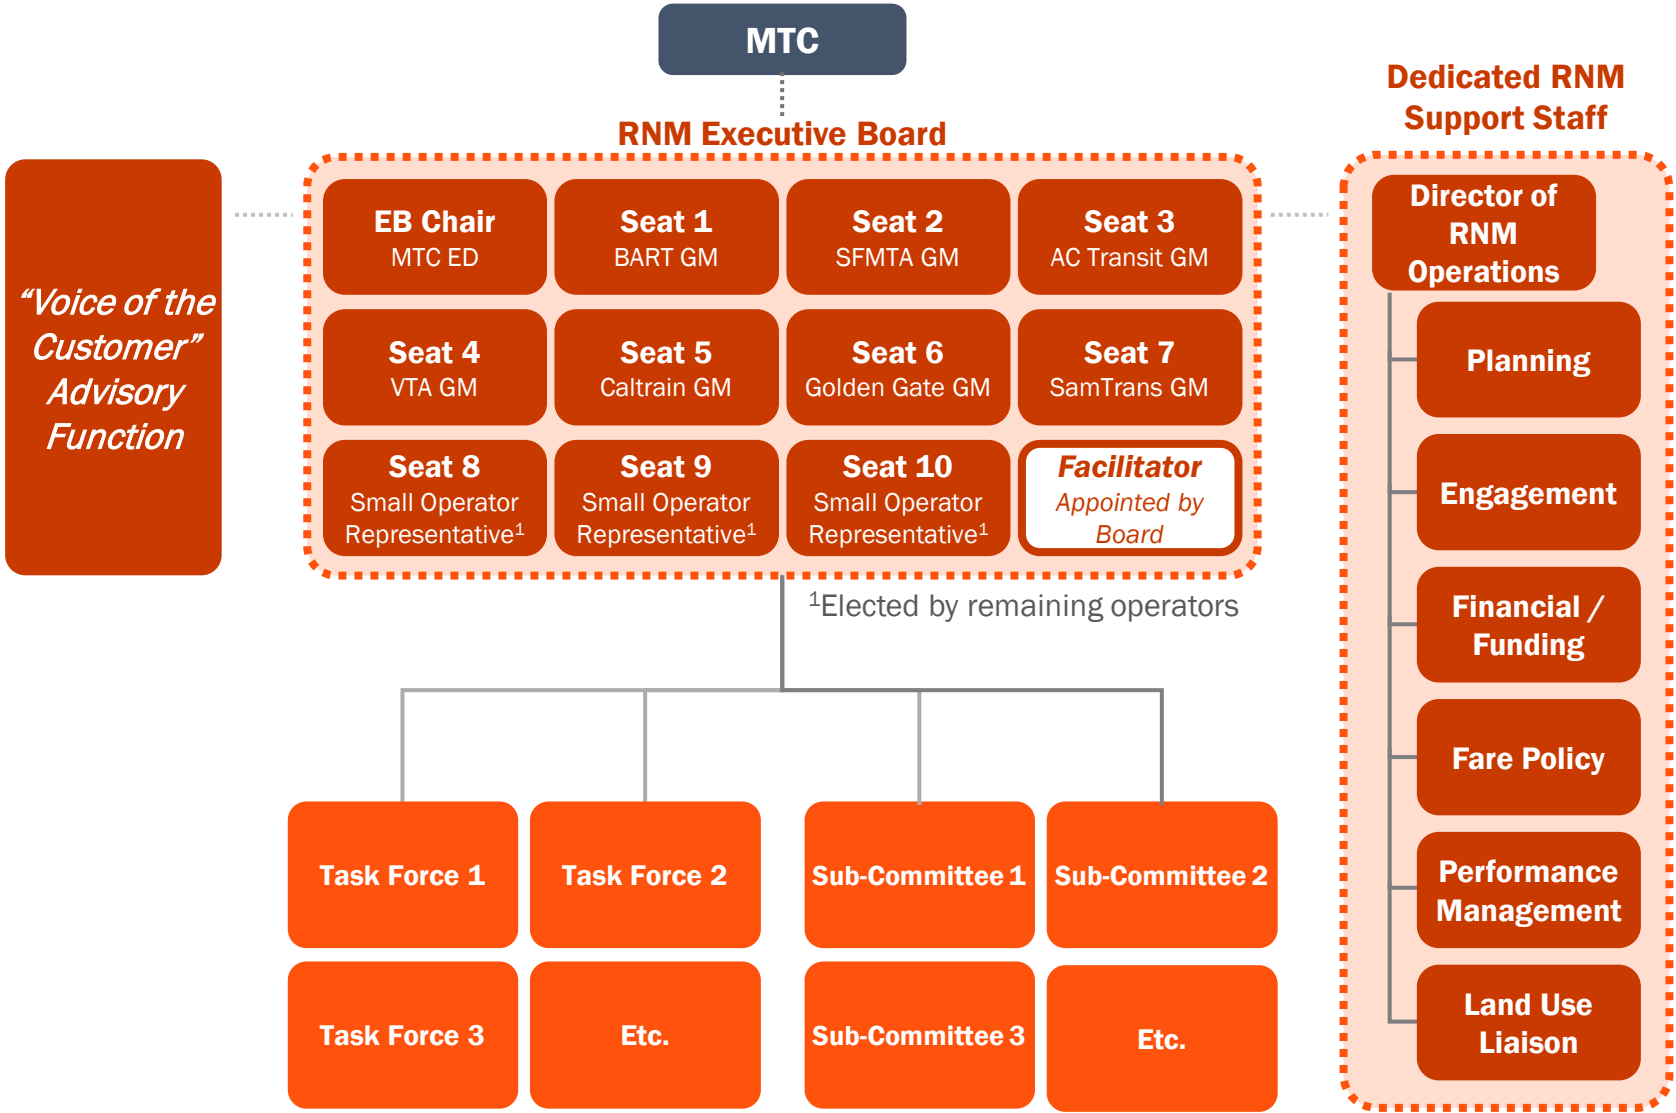 MTC
RNM Executive Board
“Voice of the
Customer”
Advisory
Function
EB Chair
MTC ED
Seat 1
BART GM
Seat 2
SFMTA GM
Seat 3
AC Transit GM
Seat 4
VTA GM
Seat 5
Caltrain GM
Seat 6
Golden Gate GM
Seat 7
SamTrans GM
Seat 8
Small Operator
Representative¹
Seat 9
Small Operator
Representative¹
Seat 10
Small Operator
Representative¹
Facilitator
Appointed by
Board
¹Elected by remaining operators
Task Force 1
Task Force 2
Sub-Committee 1
Sub-Committee 2
Task Force 3
Etc.
Sub-Committee 3
Etc.
Dedicated RNM
Support Staff
Director of
RNM
Operations
Planning
Engagement
Financial /
Funding
Fare Policy
Performance
Management
Land Use
Liaison